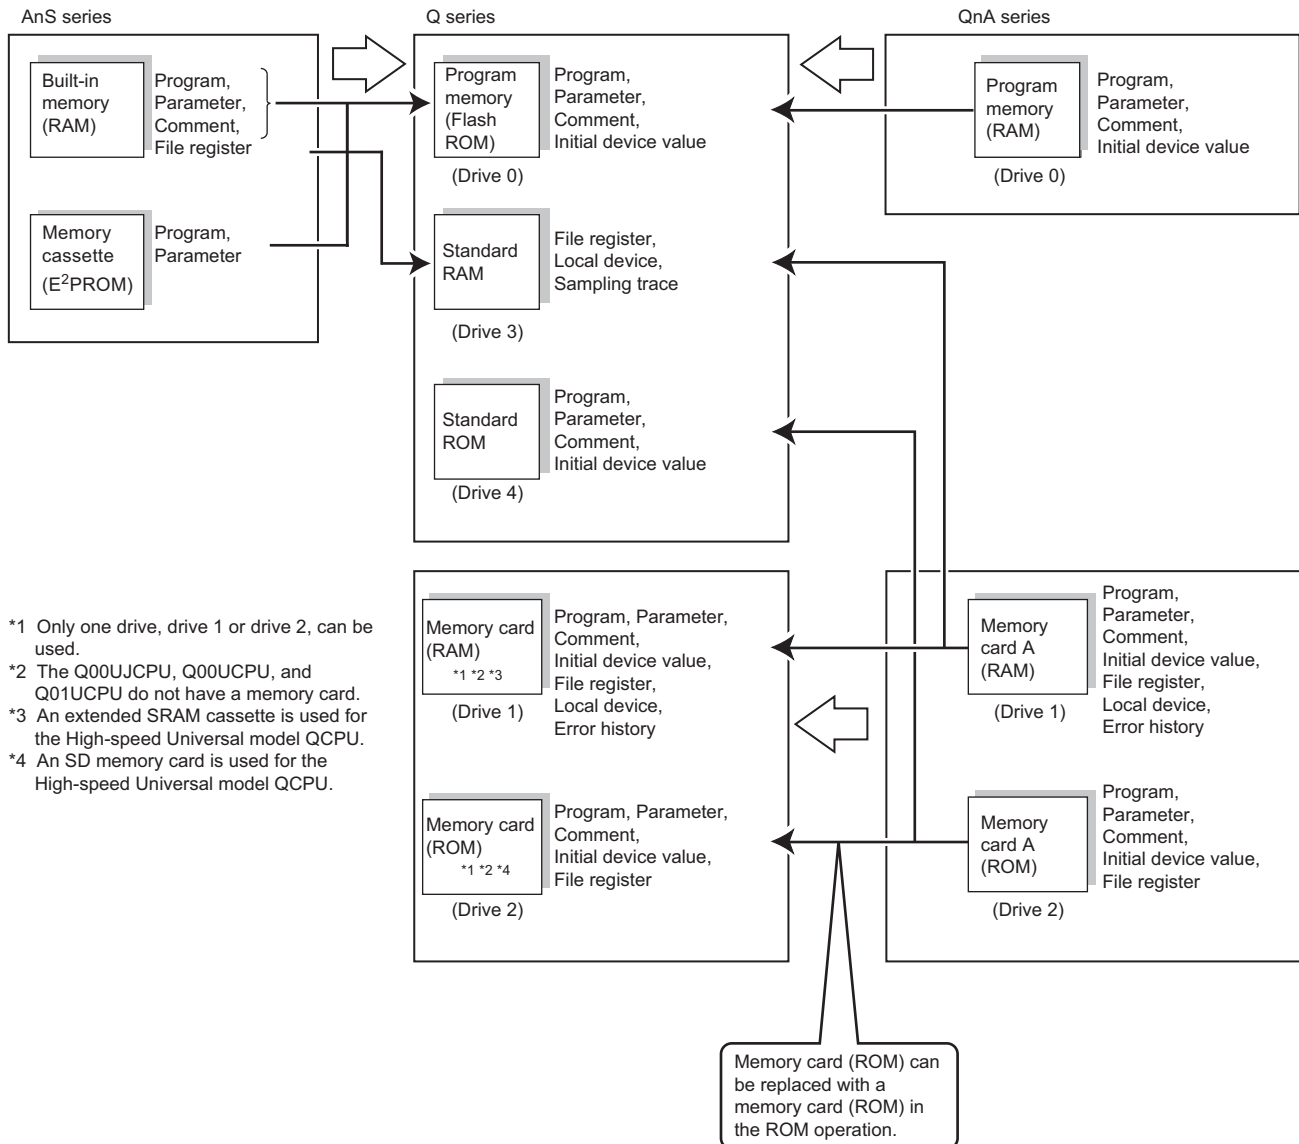 AnS series
Built-in
memory
(RAM)
Program,
Parameter,
Comment,
File register
Memory
cassette
(E²PROM)
Program,
Parameter
Q series
Program
memory
(Flash
ROM)
(Drive 0)
Program,
Parameter,
Comment,
Initial device value
Standard
RAM
(Drive 3)
File register,
Local device,
Sampling trace
Standard
ROM
(Drive 4)
Program,
Parameter,
Comment,
Initial device value
QnA series
Program
memory
(RAM)
(Drive 0)
Program,
Parameter,
Comment,
Initial device value
*1 Only one drive, drive 1 or drive 2, can be
used.
*2 The Q00UJCPU, Q00UCPU, and
Q01UCPU do not have a memory card.
*3 An extended SRAM cassette is used for
the High-speed Universal model QCPU.
*4 An SD memory card is used for the
High-speed Universal model QCPU.
Memory card
(RAM)
*1 *2 *3
(Drive 1)
Program, Parameter,
Comment,
Initial device value,
File register,
Local device,
Error history
Memory card
(ROM)
*1 *2 *4
(Drive 2)
Program, Parameter,
Comment,
Initial device value,
File register
Memory
card A
(RAM)
(Drive 1)
Program,
Parameter,
Comment,
Initial device value,
File register,
Local device,
Error history
Memory
card A
(ROM)
(Drive 2)
Program,
Parameter,
Comment,
Initial device value,
File register
Memory card (ROM) can
be replaced with a
memory card (ROM) in
the ROM operation.